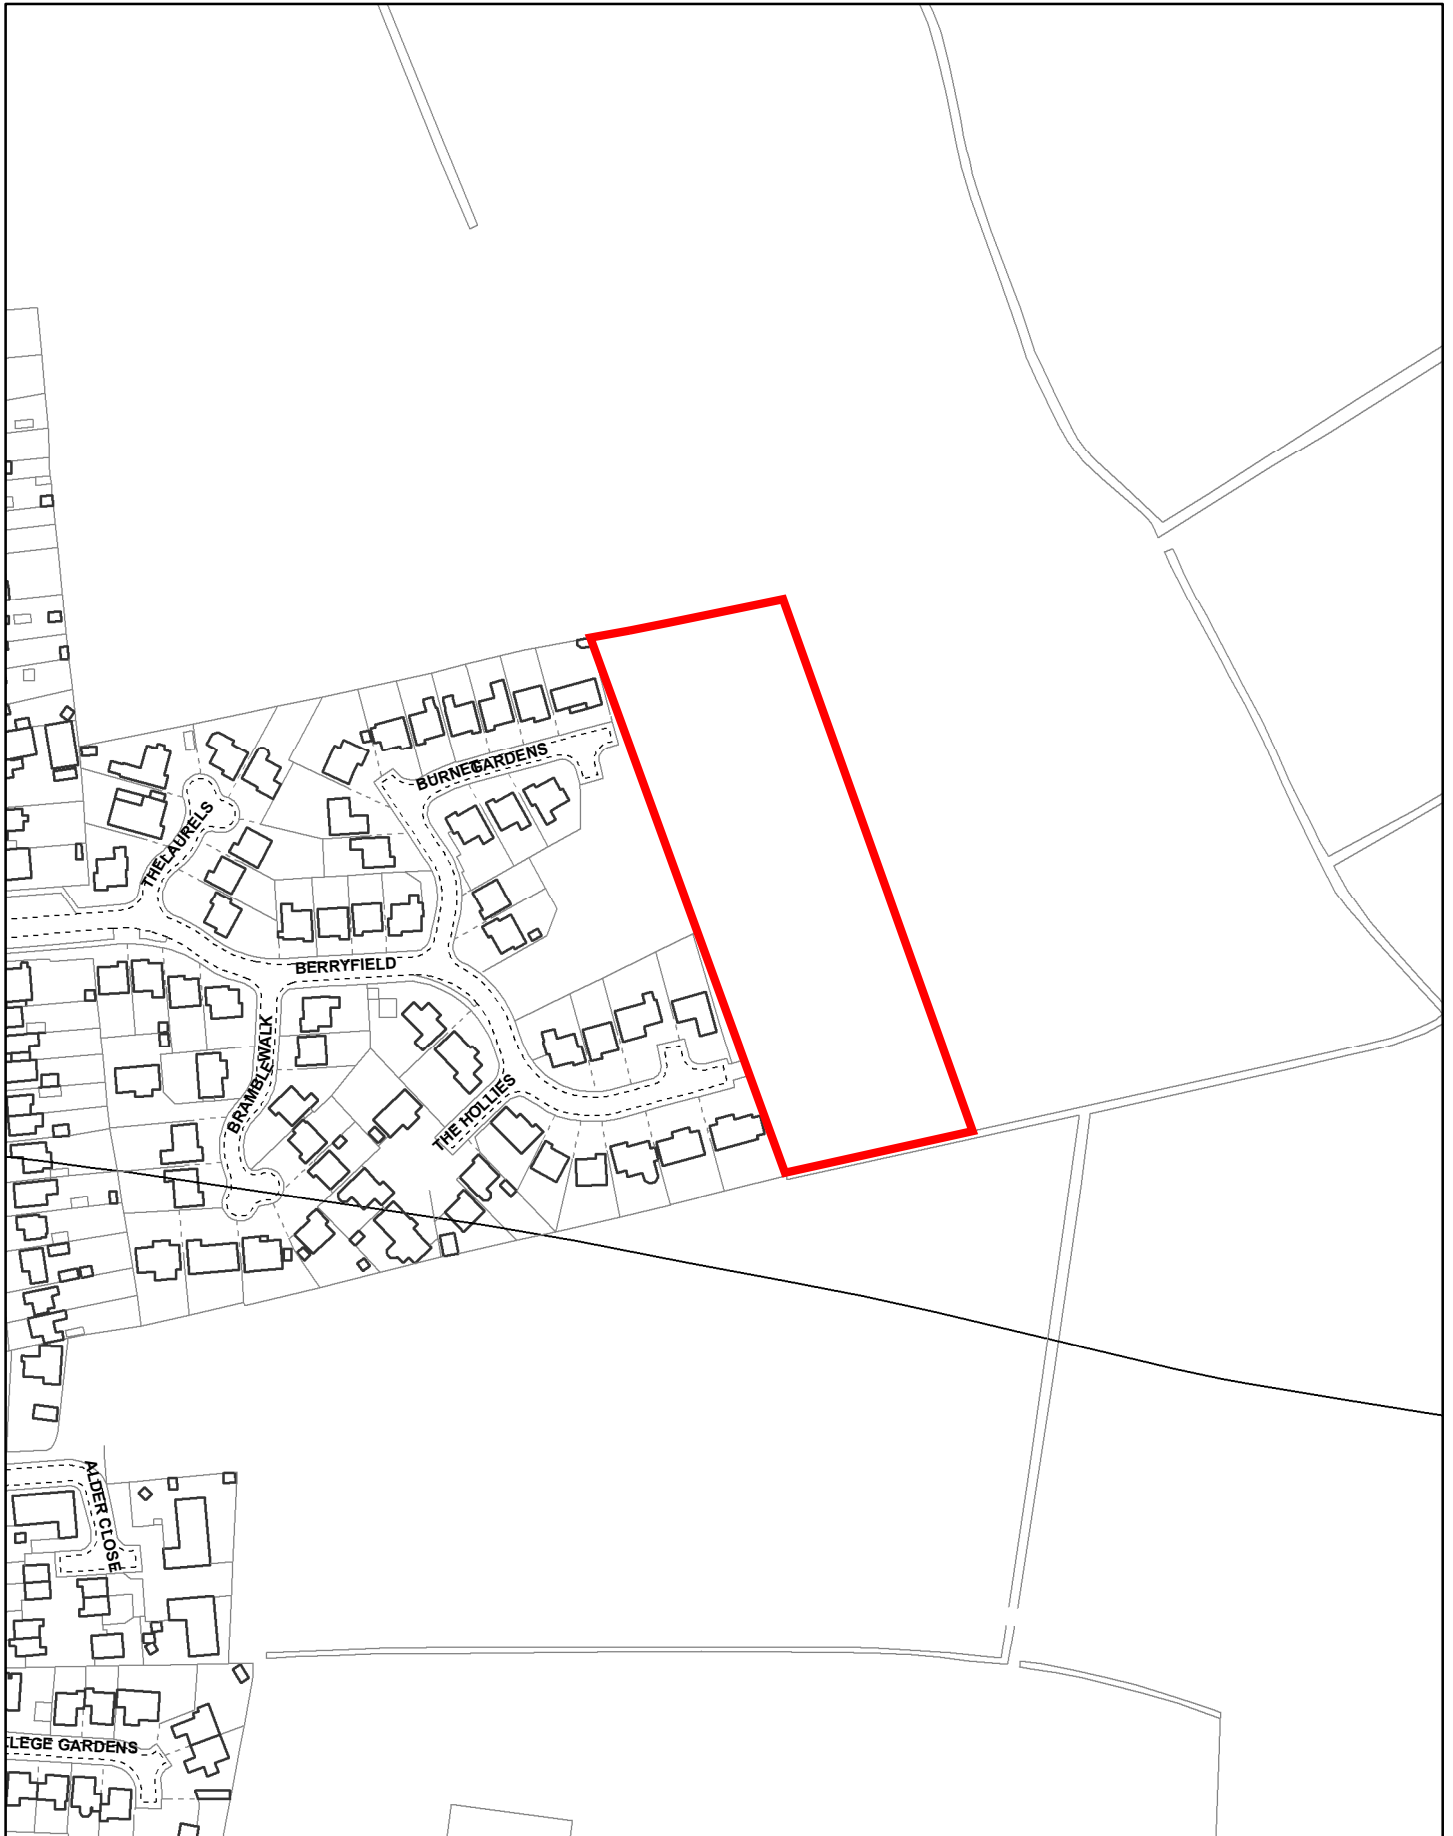 BURNET GARDENS
THE LAURELS
BERRYFIELD
BRAMBLE WALK
THE HOLLIES
ALDER CLOSE
LLEGE GARDENS